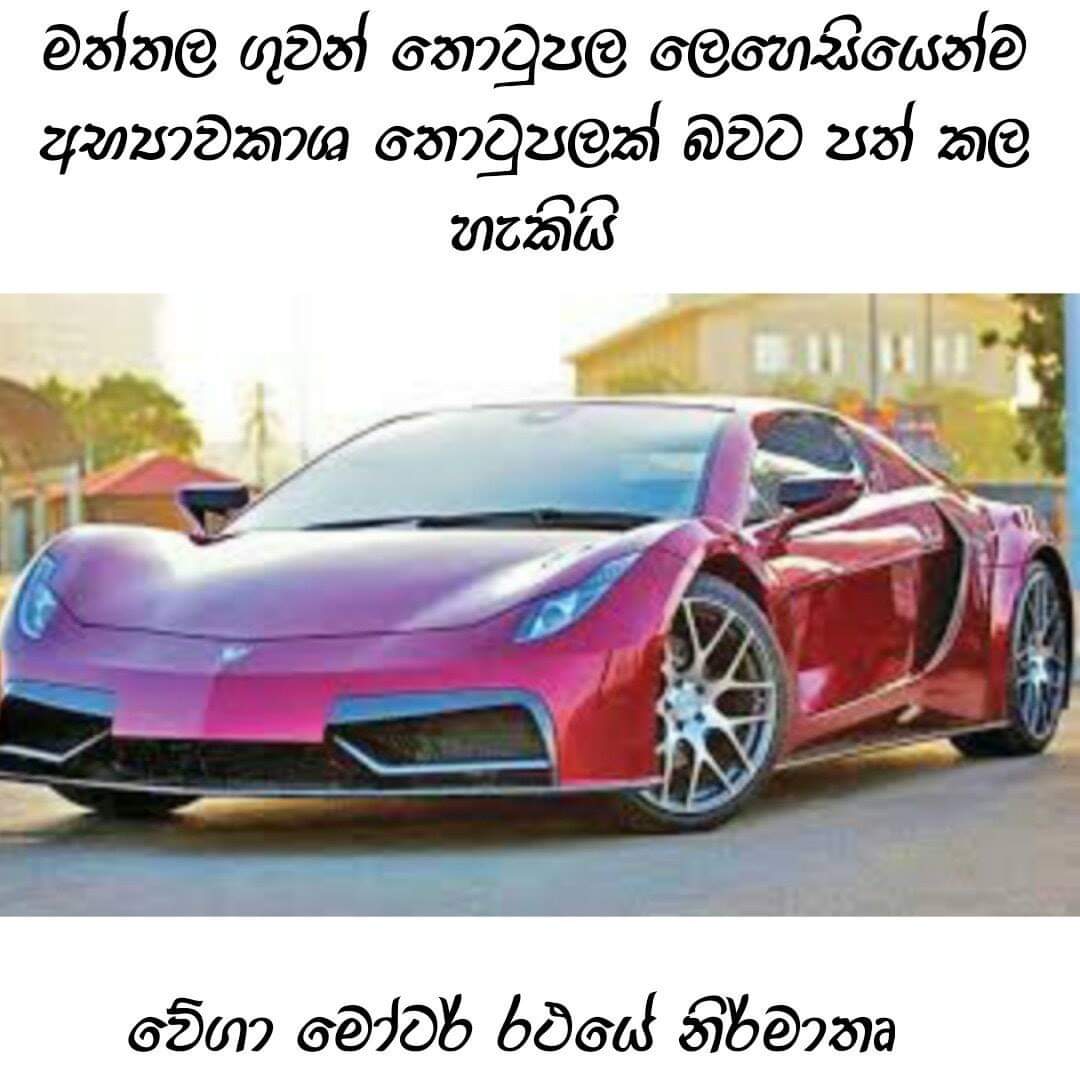 මත්තල ගුවන් තොටුපල ලෙහෙසියෙන්ම
අභ්‍යාවකාශ තොටුපලක් බවට පත් කල
හැකියි
වේගා මෝටර් රථයේ නිර්මාතෘ